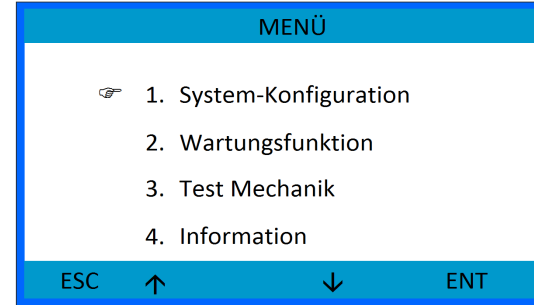 MENÜ
☞ 1. System-Konfiguration
2. Wartungsfunktion
3. Test Mechanik
4. Information
ESC ↑ ↓ ENT